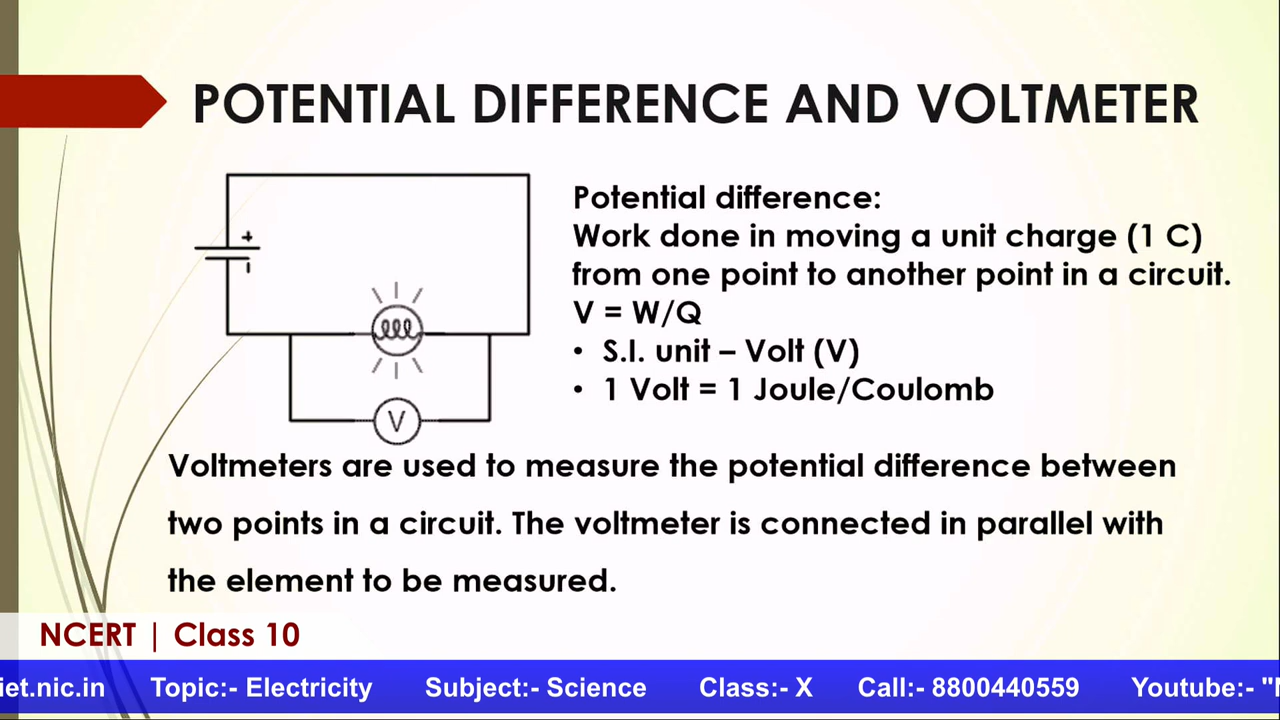 POTENTIAL DIFFERENCE AND VOLTMETER
+
V
Potential difference:
Work done in moving a unit charge (1 C)
from one point to another point in a circuit.
V = W/Q
• S.I. unit – Volt (V)
• 1 Volt = 1 Joule/Coulomb
Voltmeters are used to measure the potential difference between
two points in a circuit. The voltmeter is connected in parallel with
the element to be measured.
NCERT | Class 10
iet.nic.in Topic:- Electricity Subject:- Science Class:- X Call:- 8800440559 Youtube:- "